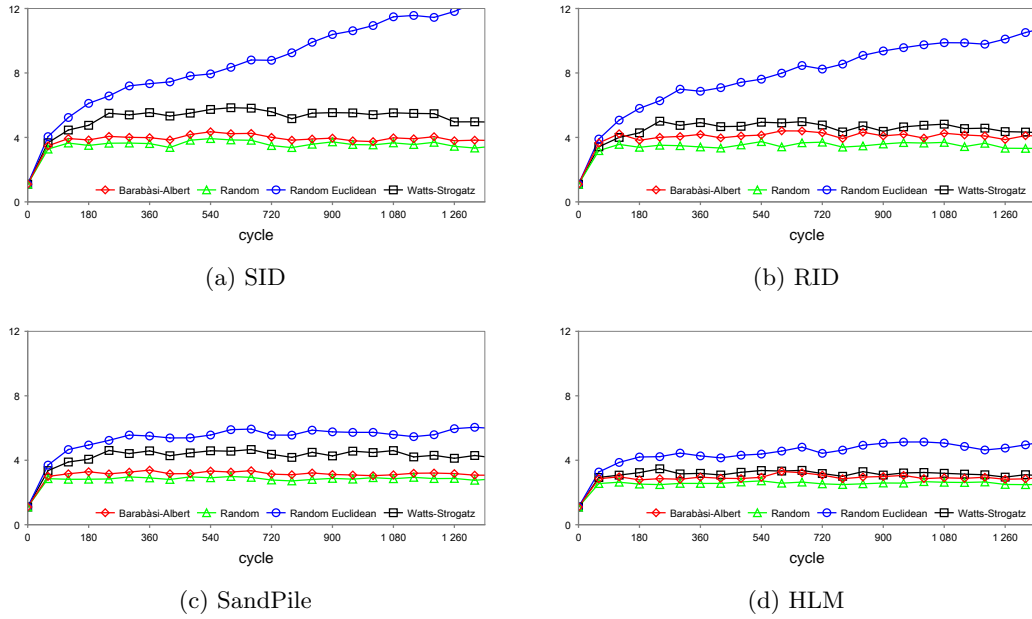 12
8
4
0
Barabàsi-Albert Random Random Euclidean Watts-Strogatz
0 180 360 540 720 900 1 080 1 260
cycle
(a) SID
12
8
4
0
Barabàsi-Albert Random Random Euclidean Watts-Strogatz
0 180 360 540 720 900 1 080 1 260
cycle
(b) RID
12
8
4
0
Barabàsi-Albert Random Random Euclidean Watts-Strogatz
0 180 360 540 720 900 1 080 1 260
cycle
(c) SandPile
12
8
4
0
Barabàsi-Albert Random Random Euclidean Watts-Strogatz
0 180 360 540 720 900 1 080 1 260
cycle
(d) HLM